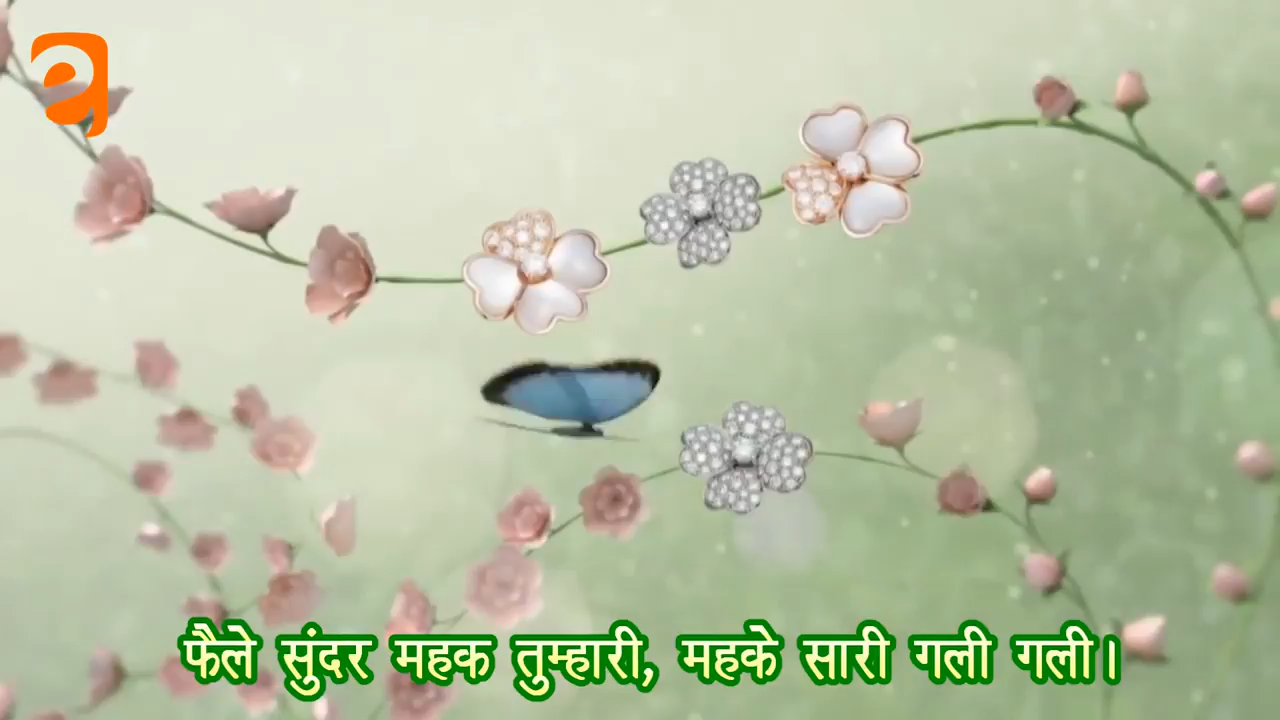 फैले सुंदर महक तुम्हारी, महके सारी गली गली।